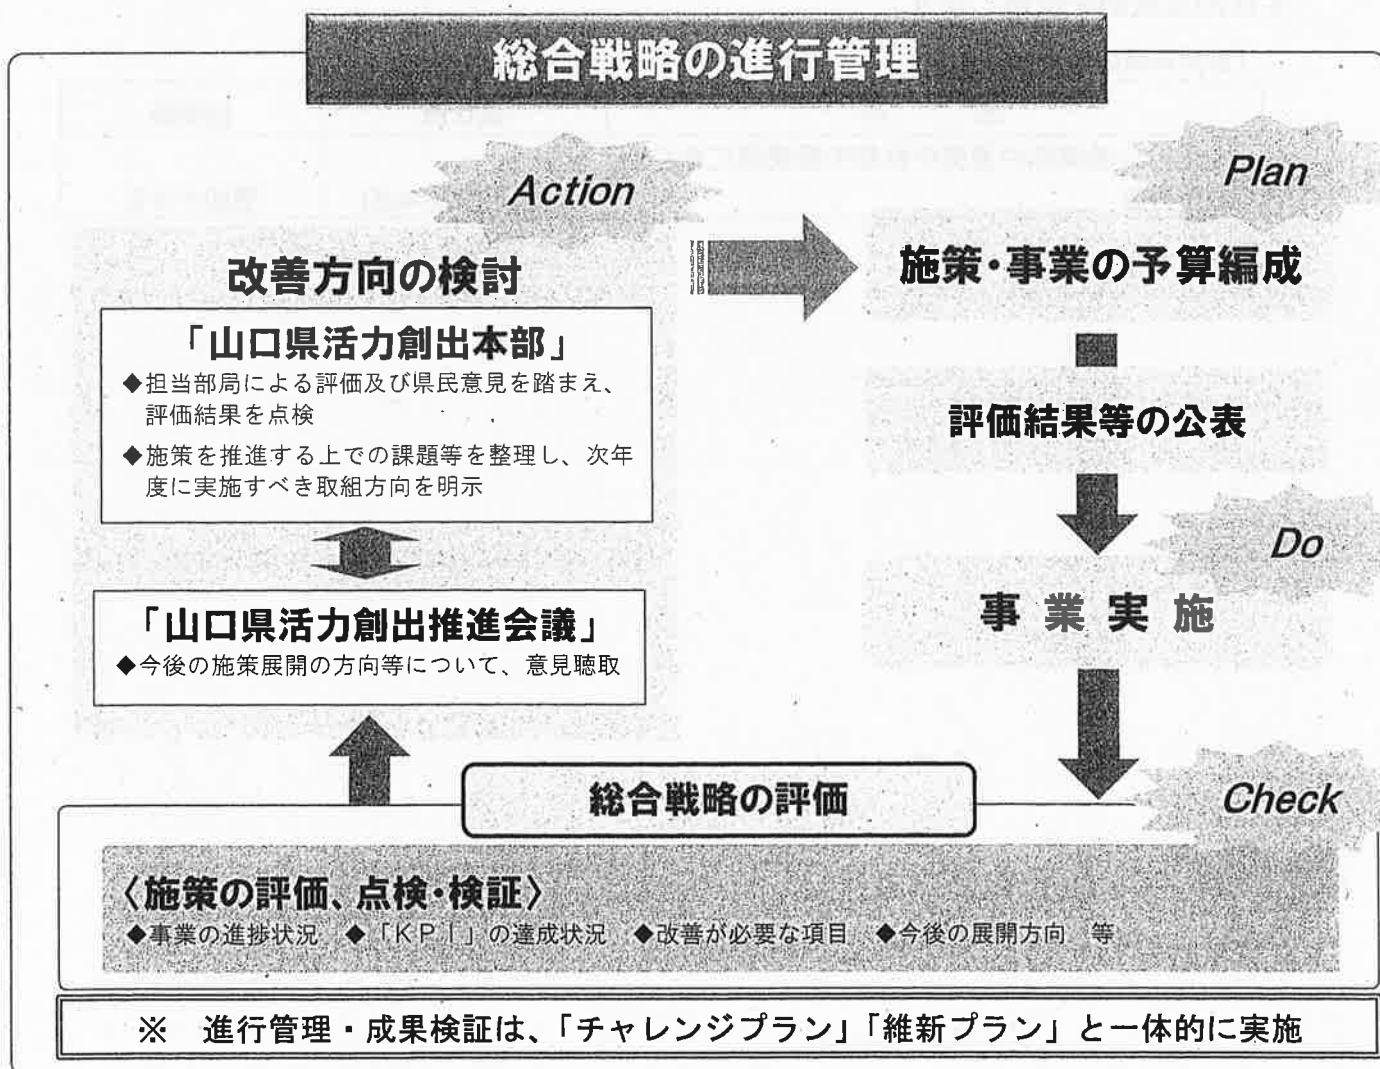 総合戦略の進行管理
Action
改善方向の検討
「山口県活力創出本部」
◆担当部局による評価及び県民意見を踏まえ、
評価結果を点検
◆施策を推進する上での課題等を整理し、次年
度に実施すべき取組方向を明示
「山口県活力創出推進会議」
◆今後の施策展開の方向等について、意見聴取
Plan
施策・事業の予算編成
評価結果等の公表
Do
事業実施
Check
総合戦略の評価
〈施策の評価、点検・検証〉
◆事業の進捗状況　◆「KPI」の達成状況　◆改善が必要な項目　◆今後の展開方向　等
※　進行管理・成果検証は、「チャレンジプラン」「維新プラン」と一体的に実施